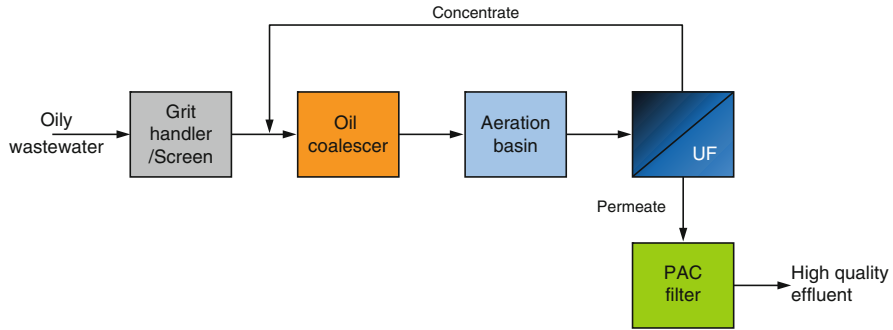 Concentrate
Oily
wastewater
Grit
handler
/Screen
Oil
coalescer
Aeration
basin
UF
Permeate
PAC
filter
High quality
effluent